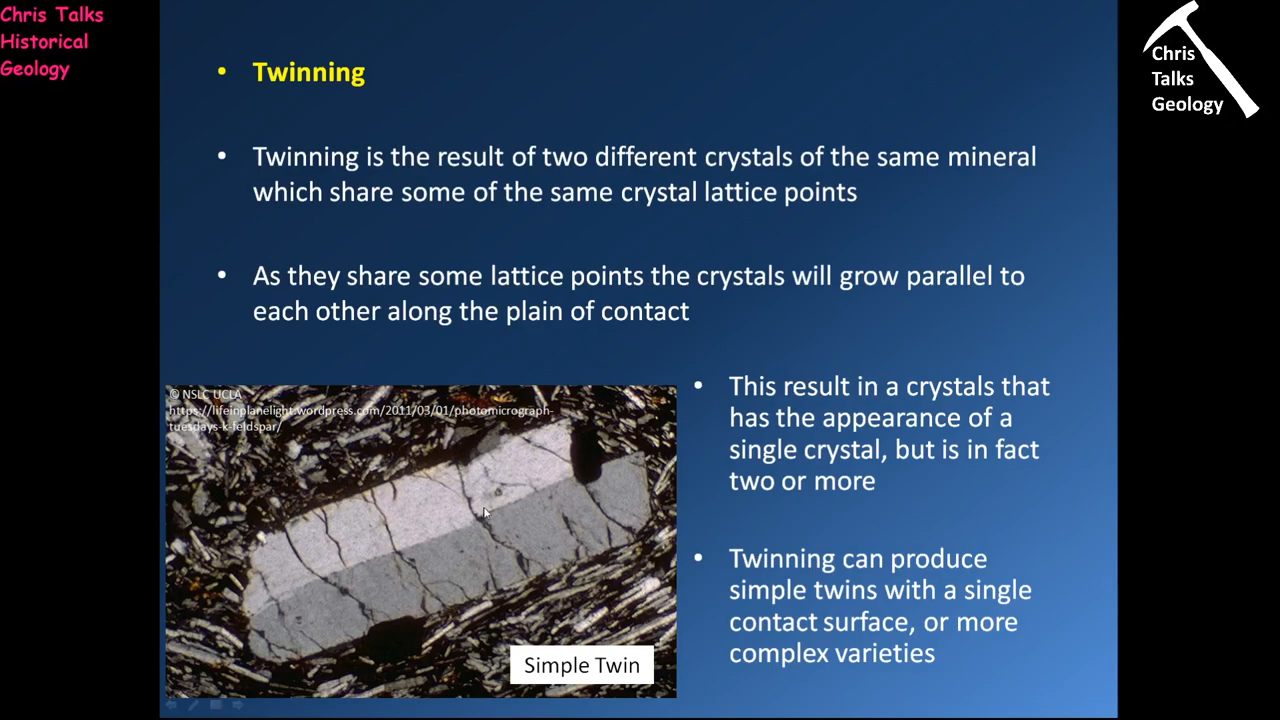 Chris Talks
Historical
Geology
Chris
Talks
Geology
• Twinning
• Twinning is the result of two different crystals of the same mineral
which share some of the same crystal lattice points
• As they share some lattice points the crystals will grow parallel to
each other along the plain of contact
© NSLC UCLA
https://lifeinplanelight.wordpress.com/2011/03/01/photomicrograph-
tuesdays-k-feldspar/
Simple Twin
• This result in a crystals that
has the appearance of a
single crystal, but is in fact
two or more
• Twinning can produce
simple twins with a single
contact surface, or more
complex varieties